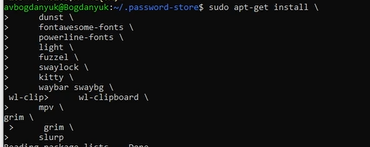 avbogdanyuk@Bogdanyuk:~/.password-store$ sudo apt-get install \
> dunst \
> fontawesome-fonts \
> powerline-fonts \
> light \
> fuzzel \
> swaylock \
> kitty \
> waybar swaybg \
wl-clip> wl-clipboard \
> mpv \
grim \
> grim \
> slurp
Reading package lists... Done